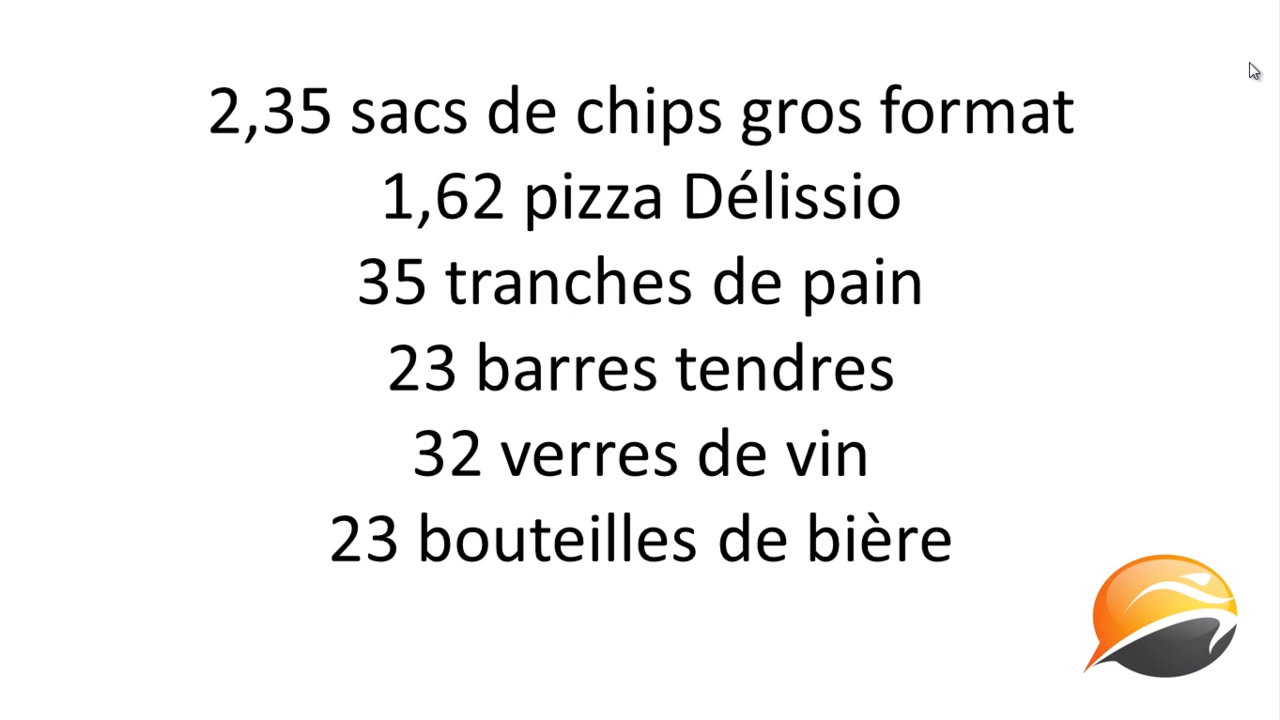 2,35 sacs de chips gros format
1,62 pizza Délissio
35 tranches de pain
23 barres tendres
32 verres de vin
23 bouteilles de bière